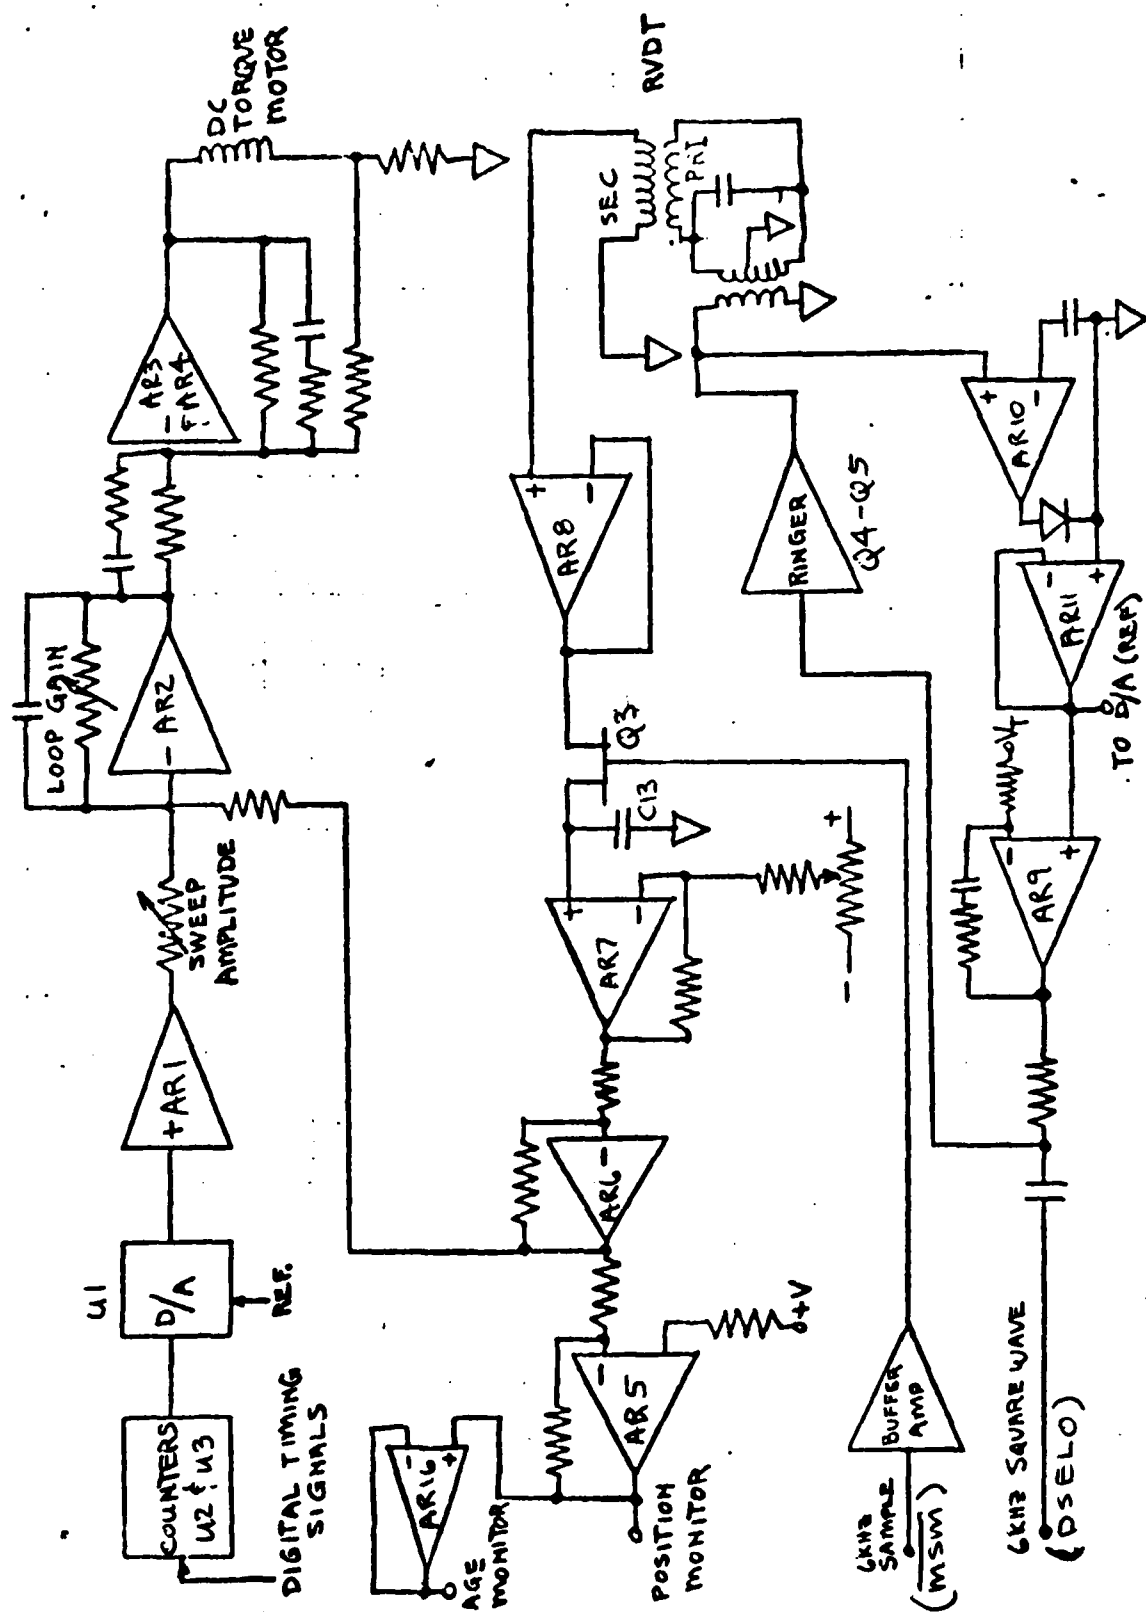 COUNTERS
U2 & U3
DIGITAL TIMING
SIGNALS
U1
D/A
REF.
+ AR1
SWEEP
AMPLITUDE
LOOP GAIN
- AR2
- AR3
& AR4
DC
TORQUE
MOTOR
RVDT
SEC
PRI
+
-
AR8
Q3
C13
+
-
AR7
- +
AR6 -
-
AR5
+V
AR16
-
+
AGE
MONITOR
POSITION
MONITOR
RINGER
Q4-Q5
+
-
AR10
-
+
AR11
TO D/A (REF)
VT
-
+
AR9
BUFFER
AMP
6KHZ
SAMPLE
(MSM)
6KHZ SQUARE WAVE
(DSELO)